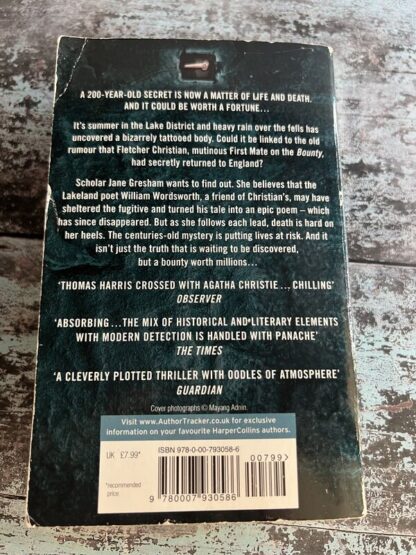 A 200-YEAR-OLD SECRET IS NOW A MATTER OF LIFE AND DEATH.
AND IT COULD BE WORTH A FORTUNE...
It's summer in the Lake District and heavy rain over the fells has
uncovered a bizarrely tattooed body. Could it be linked to the old
rumour that Fletcher Christian, mutinous First Mate on the Bounty,
had secretly returned to England?
Scholar Jane Gresham wants to find out. She believes that the
Lakeland poet William Wordsworth, a friend of Christian's, may have
sheltered the fugitive and turned his tale into an epic poem – which
has since disappeared. But as she follows each lead, death is hard on
her heels. The centuries-old mystery is putting lives at risk. And it
isn't just the truth that is waiting to be discovered,
but a bounty worth millions...
'THOMAS HARRIS CROSSED WITH AGATHA CHRISTIE ... CHILLING'
OBSERVER
'ABSORBING...THE MIX OF HISTORICAL AND LITERARY ELEMENTS
WITH MODERN DETECTION IS HANDLED WITH PANACHE'
THE TIMES
'A CLEVERLY PLOTTED THRILLER WITH OODLES OF ATMOSPHERE'
GUARDIAN
Cover photographs © Mayang Adnin.
Visit www.AuthorTracker.co.uk for exclusive
information on your favourite HarperCollins authors.
UK £7.99*
*recommended
price
ISBN 978-0-00-793058-6
00799>
9 780007 930586